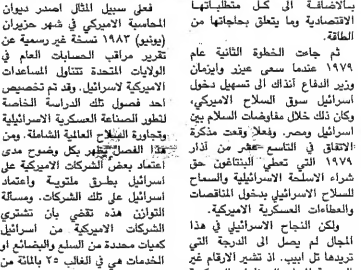 بالاضافة الى كل متطلباتها
الاقتصادية وما يتعلق بحاجاتها من
الطاقة.
ثم جاءت الخطوة الثانية عام
١٩٧٩ عندما سعى عيزر وايزمان
وزير الدفاع آنذاك الى تسهيل دخول
اسرائيل سوق السلاح الاميركي،
وكان ذلك خلال مفاوضات السلام بين
اسرائيل ومصر. وفعلا وقعت مذكرة
الاتفاق في التاسع عشر من آذار
١٩٧٩ التي تعطي البنتاغون حق
شراء الاسلحة الاسرائيلية والسماح
للسلاح الاسرائيلي بدخول المناقصات
والعطاءات العسكرية الاميركية.
ولكن النجاح الاسرائيلي في هذا
المجال لم يصل الى الدرجة التي
تريدها تل ابيب. اذ تشير الارقام غير
فعلى سبيل المثال اصدر ديوان
المحاسبة الاميركي في شهر حزيران
(يونيو) ١٩٨٣ نسخة غير رسمية عن
تقرير مراقب الحسابات العام في
الولايات المتحدة تتناول المساعدات
الاميركية لاسرائيل. وقد تم تخصيص
احد فصول تلك الدراسة الخاصة
لتطور الصناعة العسكرية الاسرائيلية
وتجاورة السلاح العالمية الشاملة. ومن
هذا الفصل يظهر بكل وضوح مدى
اعتماد بعض الشركات الاميركية على
اسرائيل بطرق ملتوية واعتماد
اسرائيل على تلك الشركات. ومسألة
التوازن هذه تقضي بان تشتري
الشركات الاميركية من اسرائيل
كميات محددة من السلع والبضائع او
الخدمات هي في الغالب ٢٥ بالمائة من